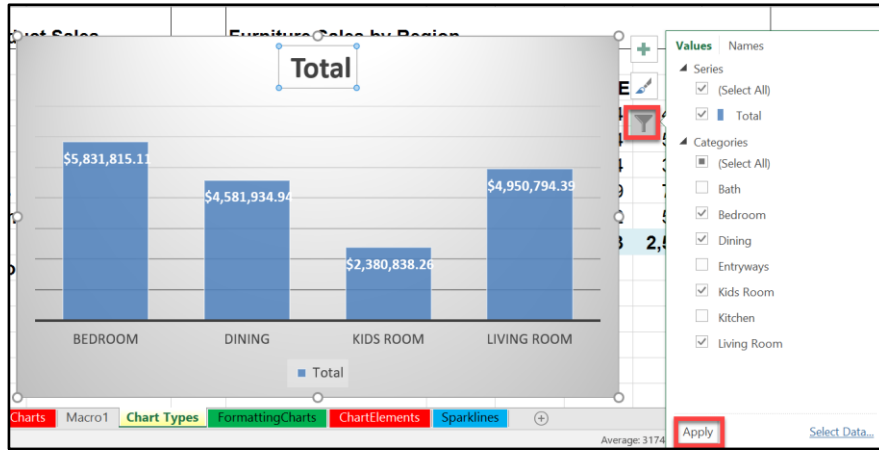 Furniture Sales by Region
Total
$5,831,815.11
$4,581,934.94
$2,380,838.26
$4,950,794.39
BEDROOM DINING KIDS ROOM LIVING ROOM
Total
Values Names
Series
(Select All)
Total
Categories
(Select All)
Bath
Bedroom
Dining
Entryways
Kids Room
Kitchen
Living Room
Apply Select Data...
Charts Macro1 Chart Types FormattingCharts ChartElements Sparklines
Average: 3174